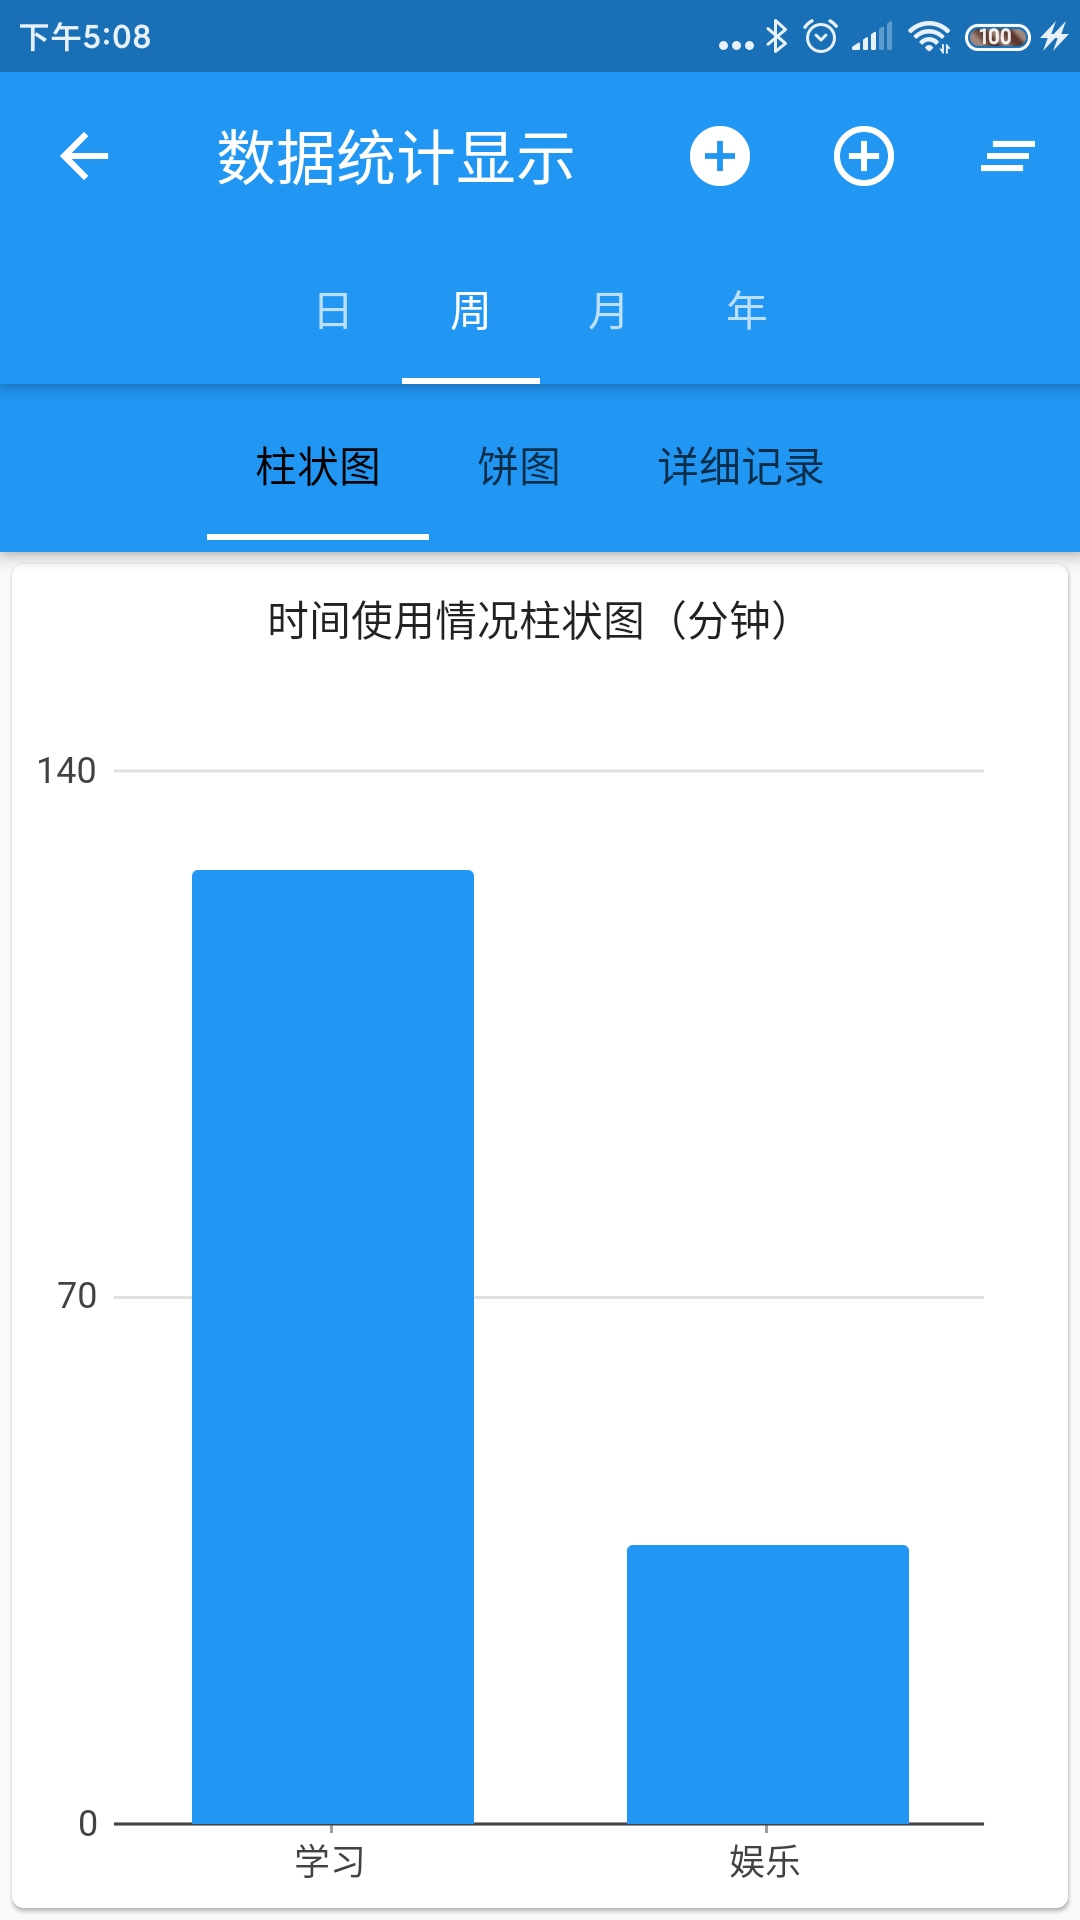 下午5:08
100
数据统计显示
日 周 月 年
柱状图 饼图 详细记录
时间使用情况柱状图（分钟）
140
70
0
学习 娱乐